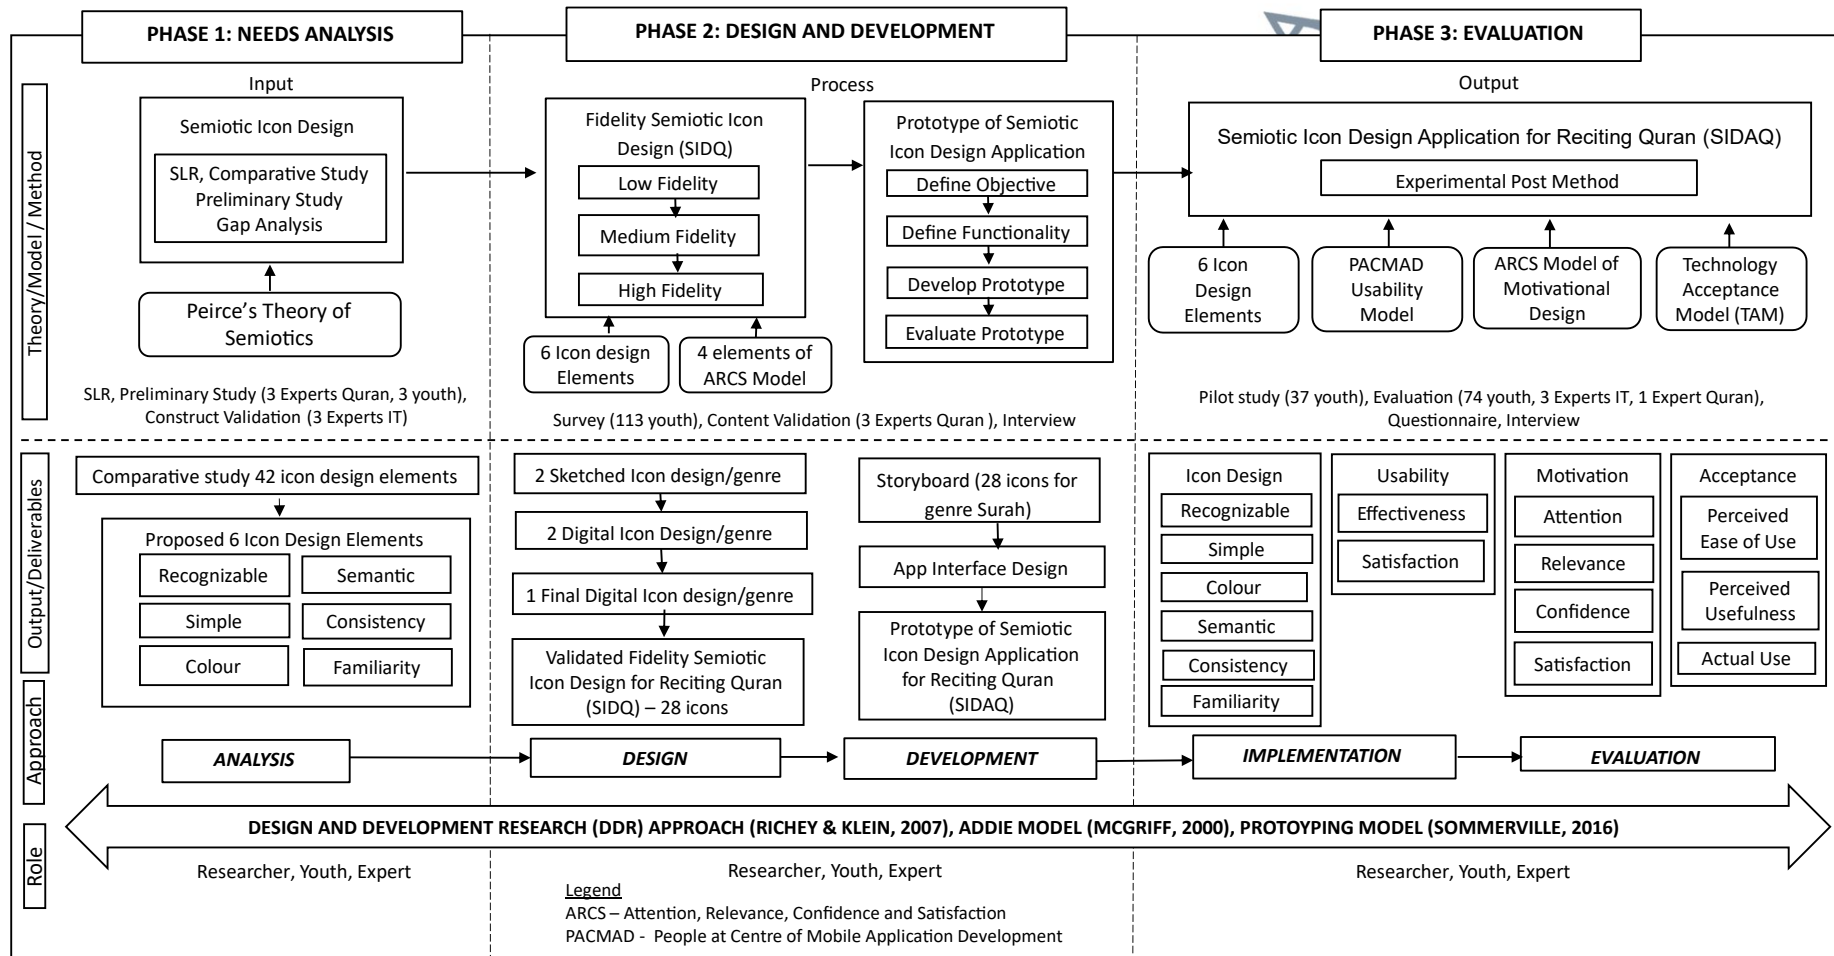 PHASE 1: NEEDS ANALYSIS
PHASE 2: DESIGN AND DEVELOPMENT
PHASE 3: EVALUATION
Theory/Model / Method
Input
Semiotic Icon Design
SLR, Comparative Study
Preliminary Study
Gap Analysis
Peirce's Theory of
Semiotics
SLR, Preliminary Study (3 Experts Quran, 3 youth),
Construct Validation (3 Experts IT)
Process
Fidelity Semiotic Icon
Design (SIDQ)
Low Fidelity
Medium Fidelity
High Fidelity
6 Icon design
Elements
4 elements of
ARCS Model
Prototype of Semiotic
Icon Design Application
Define Objective
Define Functionality
Develop Prototype
Evaluate Prototype
Survey (113 youth), Content Validation (3 Experts Quran ), Interview
Output
Semiotic Icon Design Application for Reciting Quran (SIDAQ)
Experimental Post Method
6 Icon
Design
Elements
PACMAD
Usability
Model
ARCS Model of
Motivational
Design
Technology
Acceptance
Model (TAM)
Pilot study (37 youth), Evaluation (74 youth, 3 Experts IT, 1 Expert Quran),
Questionnaire, Interview
Output/Deliverables
Comparative study 42 icon design elements
Proposed 6 Icon Design Elements
Recognizable
Semantic
Simple
Consistency
Colour
Familiarity
2 Sketched Icon design/genre
2 Digital Icon Design/genre
1 Final Digital Icon design/genre
Validated Fidelity Semiotic
Icon Design for Reciting Quran
(SIDQ) – 28 icons
Storyboard (28 icons for
genre Surah)
App Interface Design
Prototype of Semiotic
Icon Design Application
for Reciting Quran
(SIDAQ)
Icon Design
Recognizable
Simple
Colour
Semantic
Consistency
Familiarity
Usability
Effectiveness
Satisfaction
Motivation
Attention
Relevance
Confidence
Satisfaction
Acceptance
Perceived
Ease of Use
Perceived
Usefulness
Actual Use
Approach
ANALYSIS
DESIGN
DEVELOPMENT
IMPLEMENTATION
EVALUATION
DESIGN AND DEVELOPMENT RESEARCH (DDR) APPROACH (RICHEY & KLEIN, 2007), ADDIE MODEL (MCGRIFF, 2000), PROTOYPING MODEL (SOMMERVILLE, 2016)
Role
Researcher, Youth, Expert
Researcher, Youth, Expert
Researcher, Youth, Expert
Legend
ARCS – Attention, Relevance, Confidence and Satisfaction
PACMAD - People at Centre of Mobile Application Development